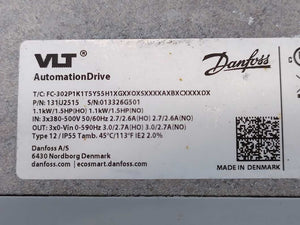 VLT®
Danfoss
AutomationDrive
T/C: FC-302P1K1T5Y55H1XGXXOXSXXXXAXBXCXXXXOX
P/N: 131U2515 S/N:013326G501
1.1kW/1.5HP(HO) 1.1kW/1.5HP(NO)
IN: 3x380-500V 50/60Hz 2.7/2.6A(HO) 2.7/2.6A(NO)
OUT: 3x0-Vin 0-590Hz 3.0/2.7A(HO) 3.0/2.7A(NO)
Type 12 / IP55 Tamb. 45°C/113°F IE2 2.0%
Danfoss A/S
6430 Nordborg Denmark
danfoss.com | ecosmart.danfoss.com
MADE IN DENMARK